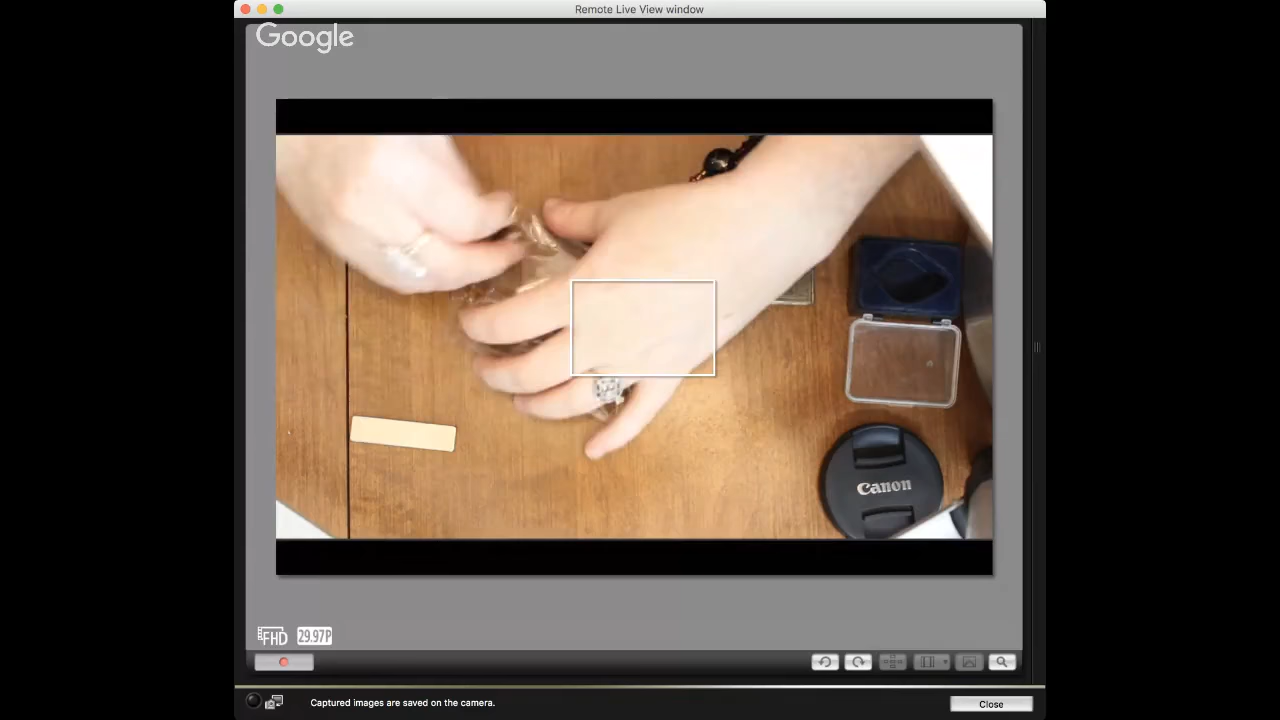 Remote Live View window
Google
Canon
FHD 29.97P
Captured images are saved on the camera.
Close